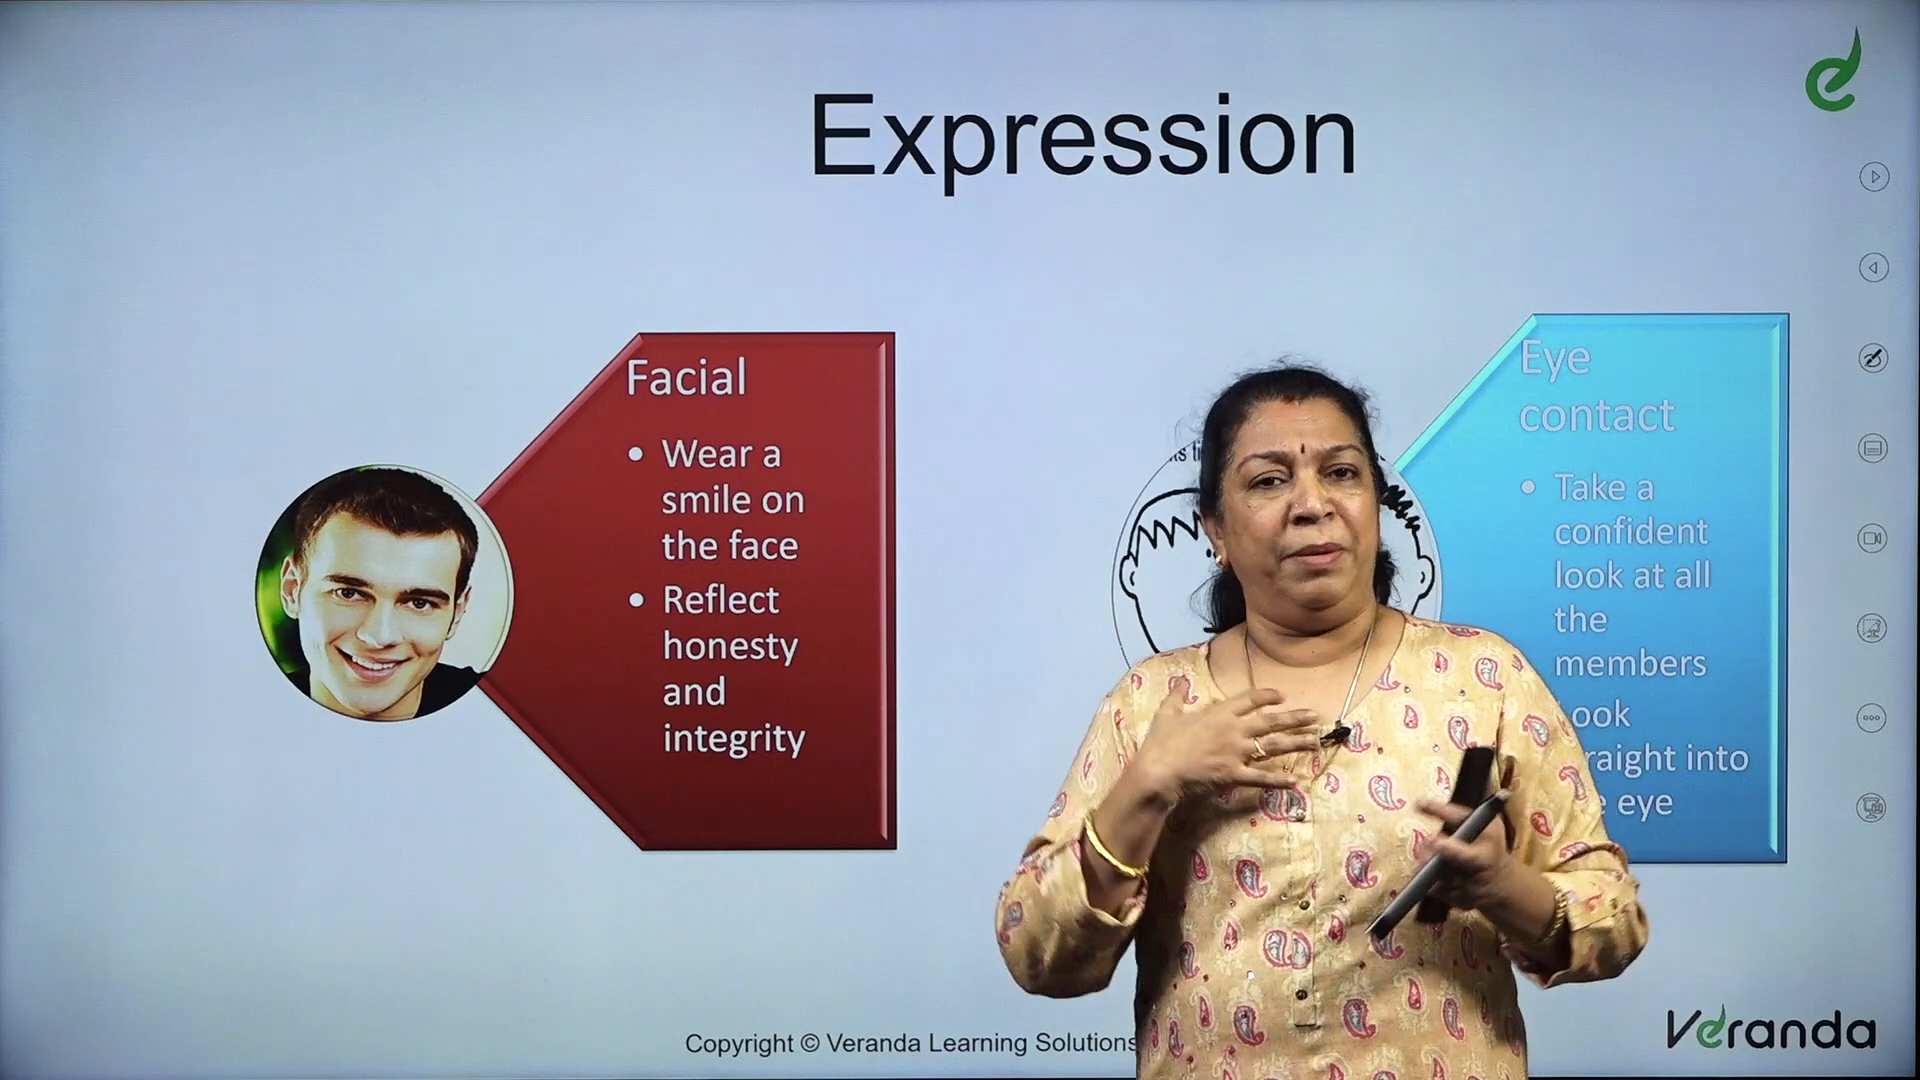 Expression
Facial
• Wear a
smile on
the face
• Reflect
honesty
and
integrity
Eye
contact
• Take a
confident
look at all
the
members
ook
raight into
eye
Copyright © Veranda Learning Solutions
Veranda